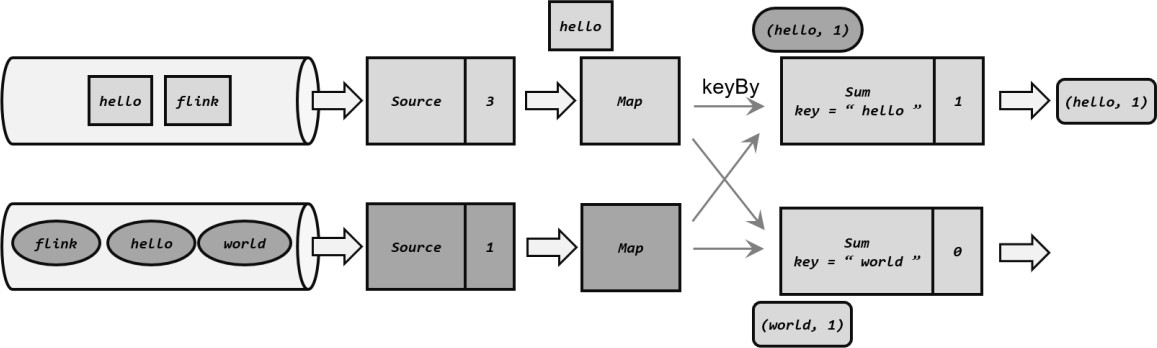 hello
(hello, 1)
hello flink
Source 3
Map
keyBy
Sum
key = “ hello ”
1
(hello, 1)
flink hello world
Source 1
Map
Sum
key = “ world ”
0
(world, 1)